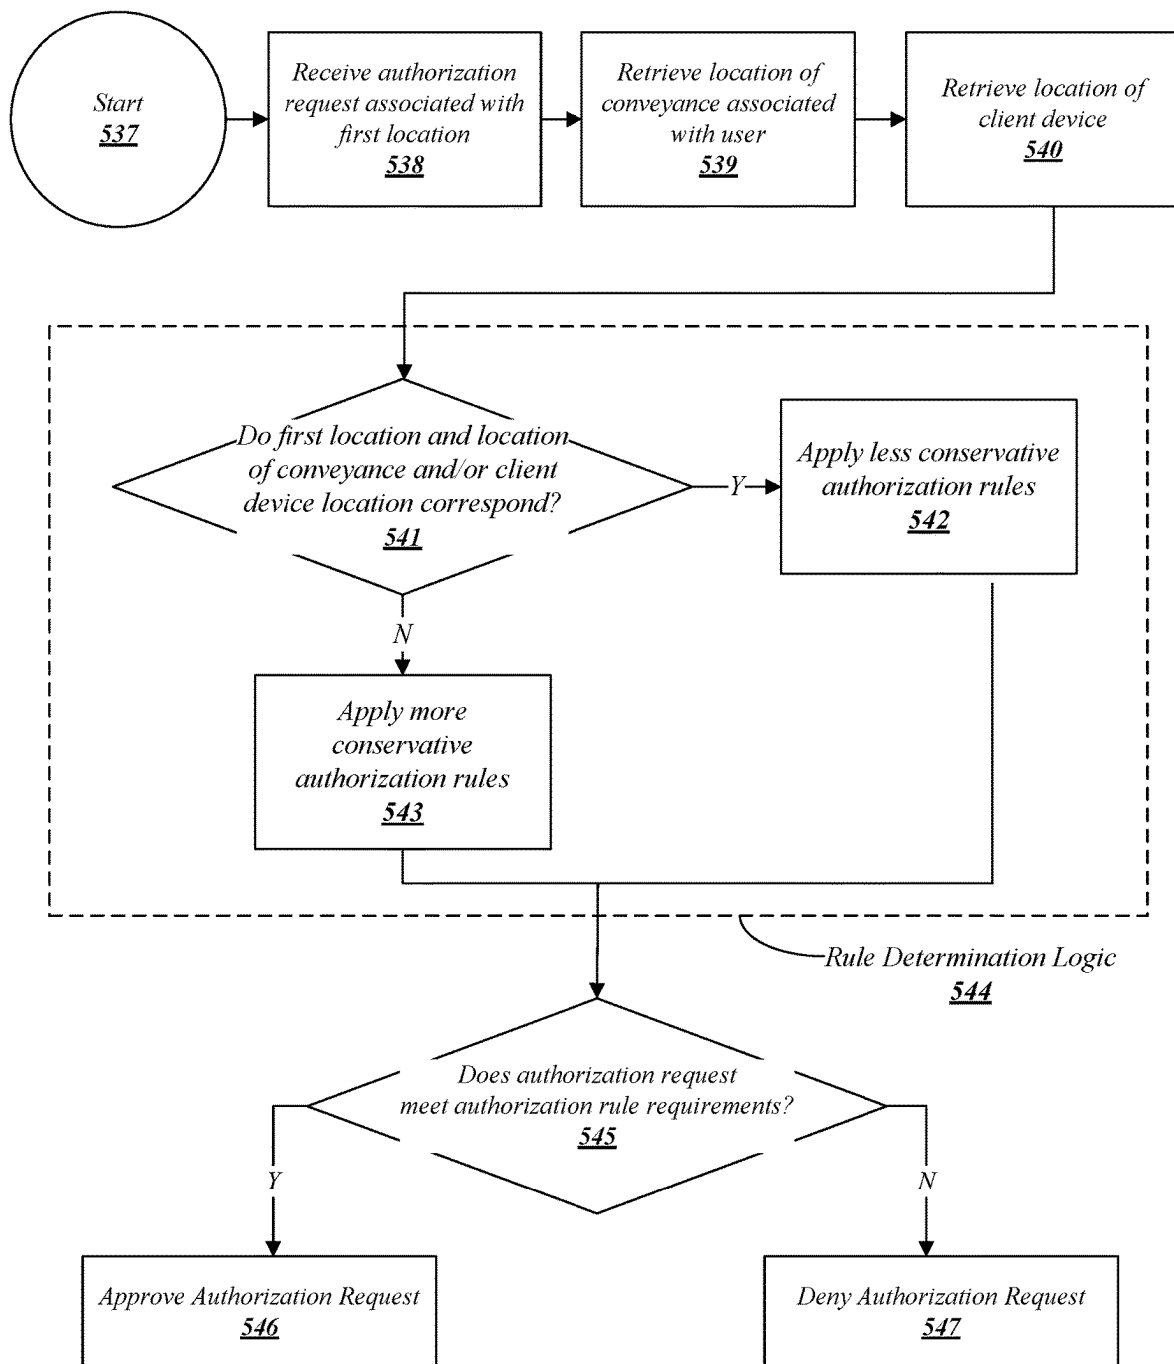 Start
537
Receive authorization
request associated with
first location
538
Retrieve location of
conveyance associated
with user
539
Retrieve location of
client device
540
Do first location and location
of conveyance and/or client
device location correspond?
541
Y
Apply less conservative
authorization rules
542
N
Apply more
conservative
authorization rules
543
Rule Determination Logic
544
Does authorization request
meet authorization rule requirements?
545
Y
N
Approve Authorization Request
546
Deny Authorization Request
547